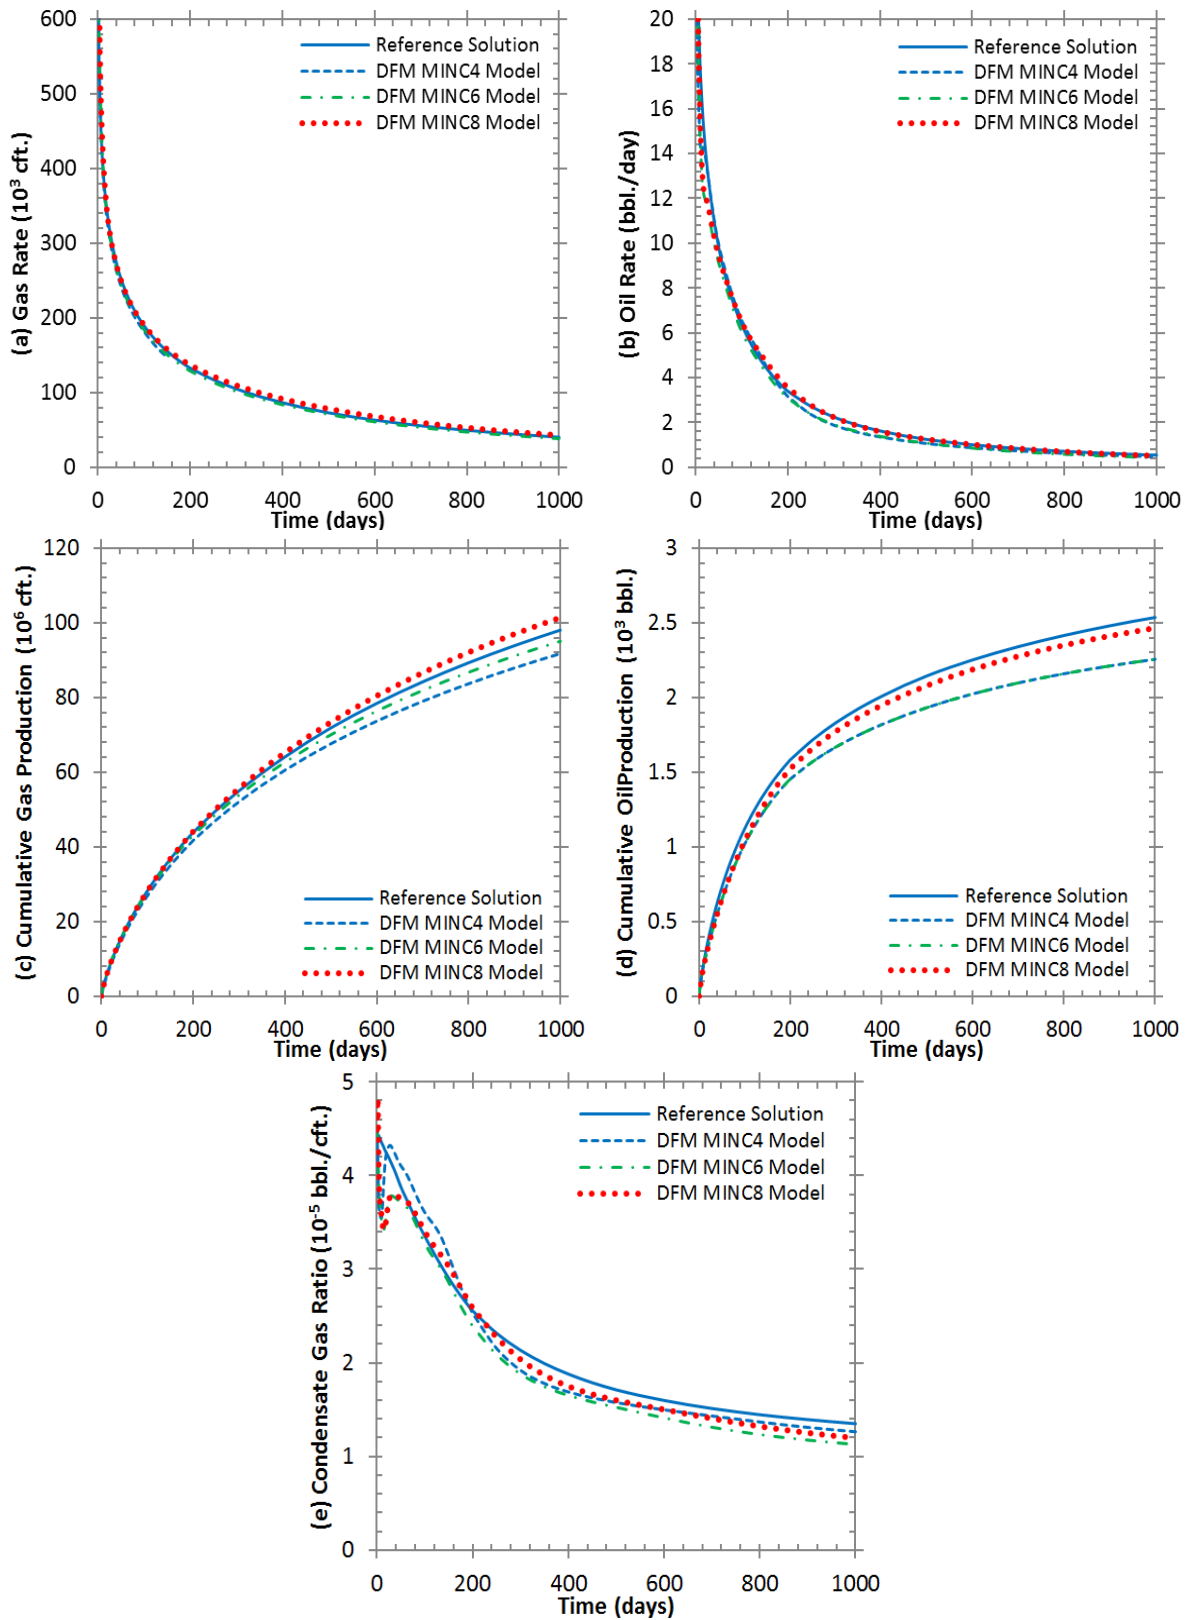 (a) Gas Rate (10³ cft.)
600
500
400
300
200
100
0
Reference Solution
DFM MINC4 Model
DFM MINC6 Model
DFM MINC8 Model
0 200 400 600 800 1000
Time (days)
(b) Oil Rate (bbl./day)
20
18
16
14
12
10
8
6
4
2
0
Reference Solution
DFM MINC4 Model
DFM MINC6 Model
DFM MINC8 Model
0 200 400 600 800 1000
Time (days)
(c) Cumulative Gas Production (10⁶ cft.)
120
100
80
60
40
20
0
Reference Solution
DFM MINC4 Model
DFM MINC6 Model
DFM MINC8 Model
0 200 400 600 800 1000
Time (days)
(d) Cumulative OilProduction (10³ bbl.)
3
2.5
2
1.5
1
0.5
0
Reference Solution
DFM MINC4 Model
DFM MINC6 Model
DFM MINC8 Model
0 200 400 600 800 1000
Time (days)
(e) Condensate Gas Ratio (10⁻⁵ bbl./cft.)
5
4
3
2
1
0
Reference Solution
DFM MINC4 Model
DFM MINC6 Model
DFM MINC8 Model
0 200 400 600 800 1000
Time (days)